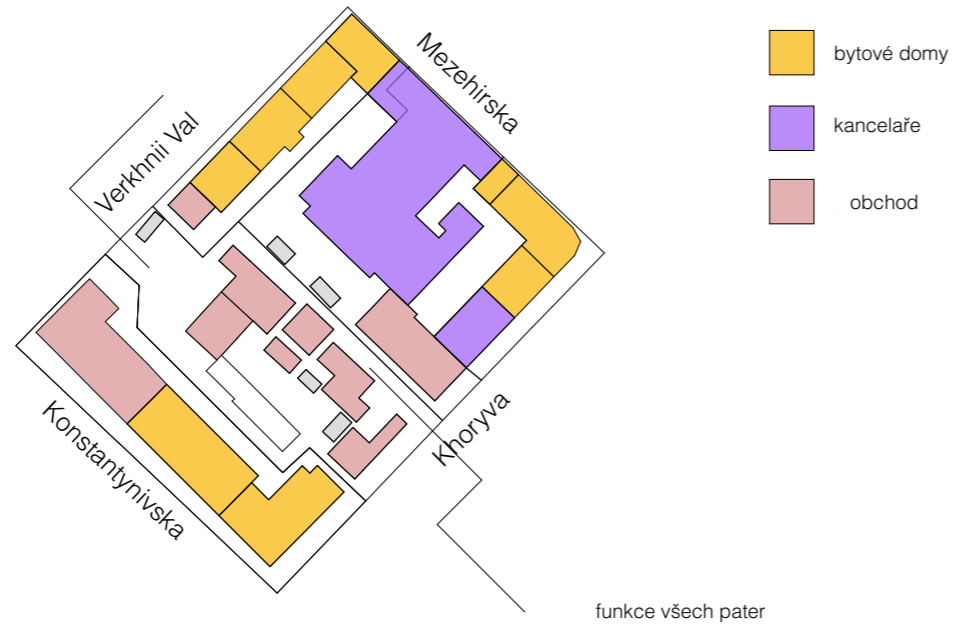 Mezehirska
Verkhnii Val
Konstantynivska
Khoryva
bytové domy
kancelaře
obchod
funkce všech pater